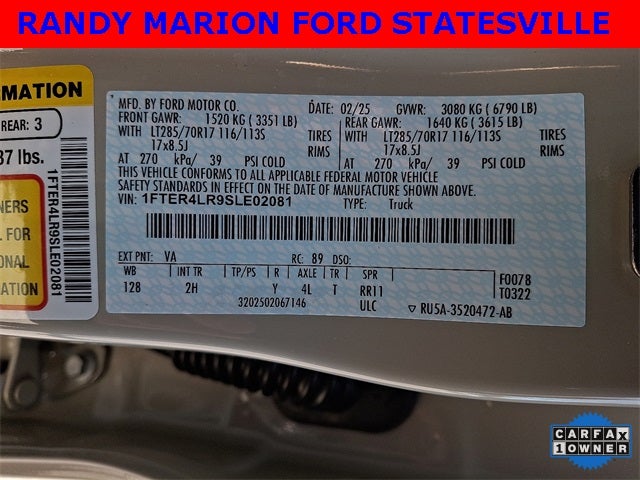 RANDY MARION FORD STATESVILLE
MATION
REAR: 3
37 lbs.
NERS
L FOR
ONAL
ATION
1FTER4LR9SLE02081
MFD. BY FORD MOTOR CO.
DATE: 02/25 GVWR: 3080 KG ( 6790 LB)
FRONT GAWR: 1520 KG ( 3351 LB)
REAR GAWR: 1640 KG ( 3615 LB)
WITH LT285/70R17 116/113S TIRES
WITH LT285/70R17 116/113S TIRES
17x8.5J RIMS
17x8.5J RIMS
AT 270 kPa/ 39 PSI COLD
AT 270 kPa/ 39 PSI COLD
THIS VEHICLE CONFORMS TO ALL APPLICABLE FEDERAL MOTOR VEHICLE
SAFETY STANDARDS IN EFFECT ON THE DATE OF MANUFACTURE SHOWN ABOVE.
VIN: 1FTER4LR9SLE02081 TYPE: Truck
EXT PNT: VA RC: 89 DSO:
WB INT TR TP/PS R AXLE TR SPR
128 2H Y 4L T RR11
F0078
T0322
3202502067146 ULC
▽ RU5A-3520472-AB
CARFAX
1 OWNER